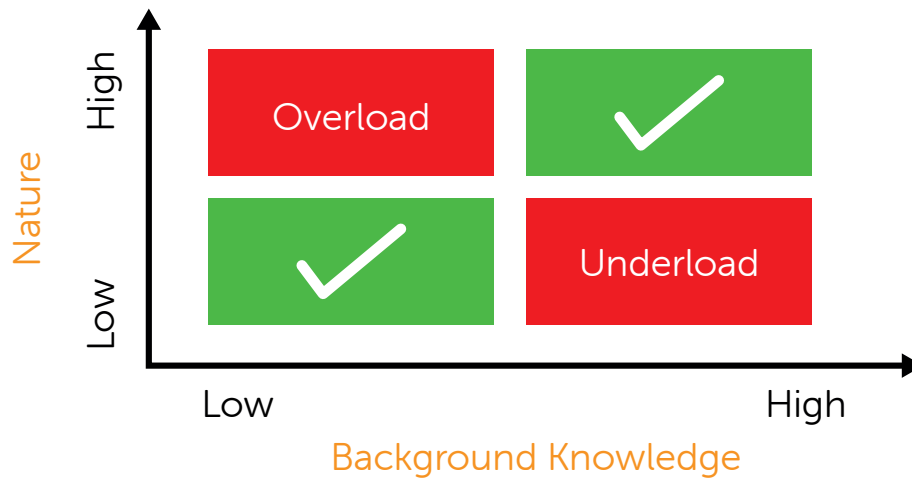 Nature
High
Low
Overload
Underload
Low
High
Background Knowledge